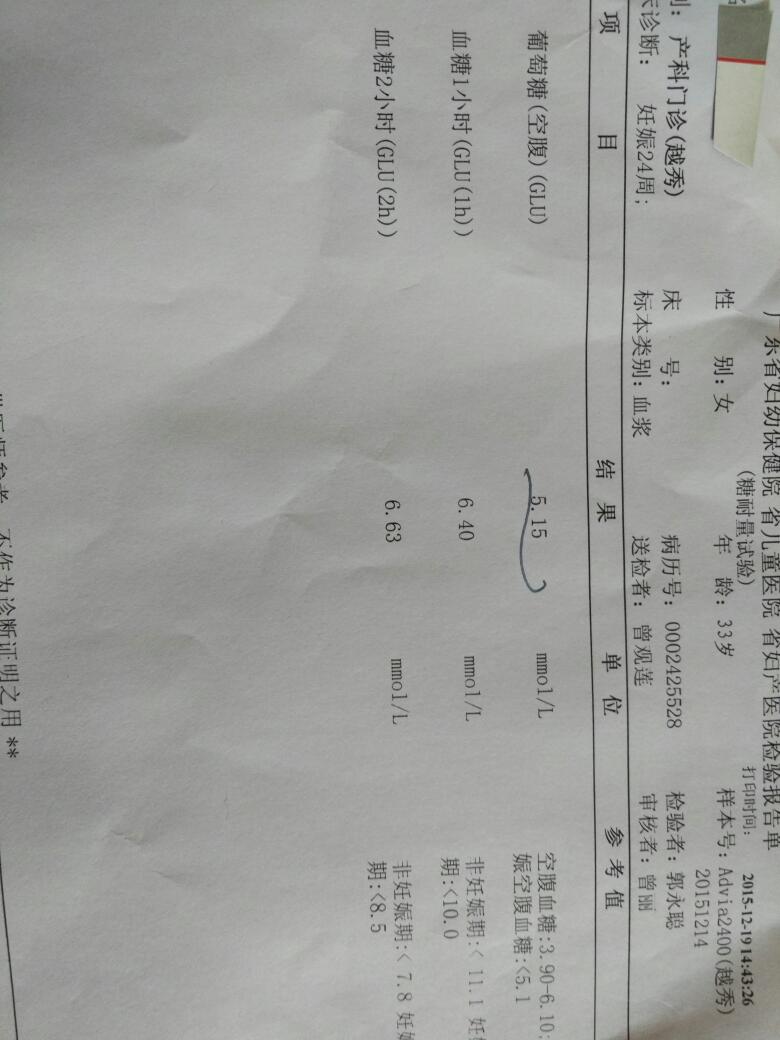 广东省妇幼保健院 省儿童医院 省妇产医院检验报告单
(糖耐量试验) 打印时间: 2015-12-19 14:43:26
性 别: 女 年 龄: 33岁 样本号: Advia2400(越秀)
20151214
别: 产科门诊(越秀) 床 号: 病历号: 0002425528 检验者: 郭永聪
床诊断: 妊娠24周; 标本类别: 血浆 送检者: 曾观莲 审核者: 曾丽
项 目 结 果 单 位 参 考 值
葡萄糖(空腹)(GLU) 5.15 mmol/L 空腹血糖:3.90-6.10;
娠空腹血糖:<5.1
血糖1小时(GLU(1h)) 6.40 mmol/L 非妊娠期:< 11.1 妊娠
期:<10.0
血糖2小时(GLU(2h)) 6.63 mmol/L 非妊娠期:< 7.8 妊娠
期:<8.5
供医师参考, 不作为诊断证明之用 **